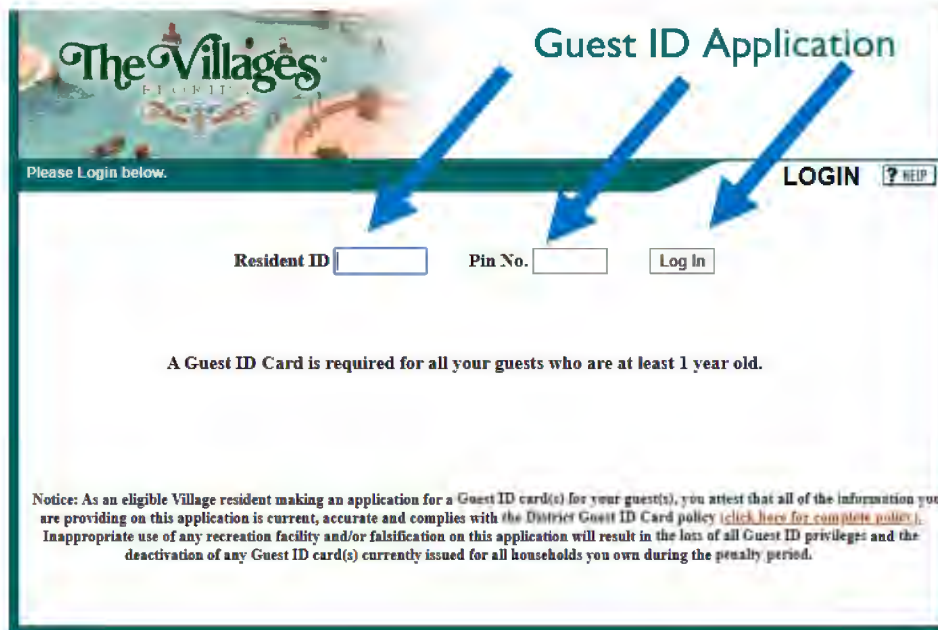 The Villages
FLORIDA
Guest ID Application
Please Login below.
LOGIN
? HELP
Resident ID
Pin No.
Log In
A Guest ID Card is required for all your guests who are at least 1 year old.
Notice: As an eligible Village resident making an application for a Guest ID card(s) for your guest(s), you attest that all of the information you
are providing on this application is current, accurate and complies with the District Guest ID Card policy (click here for complete policy).
Inappropriate use of any recreation facility and/or falsification on this application will result in the loss of all Guest ID privileges and the
deactivation of any Guest ID card(s) currently issued for all households you own during the penalty period.